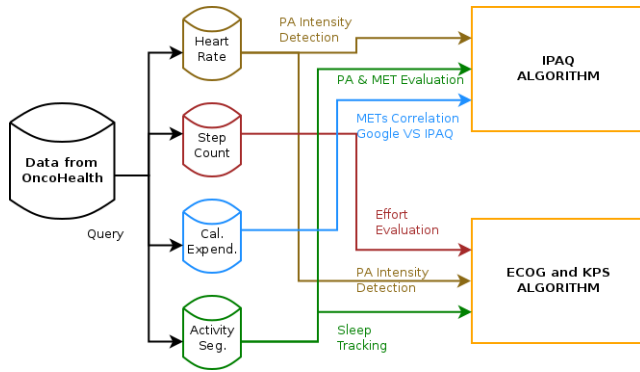 Data from
OncoHealth
Query
Heart
Rate
Step
Count
Cal.
Expend.
Activity
Seg.
PA Intensity
Detection
PA & MET Evaluation
METs Correlation
Google VS IPAQ
Effort
Evaluation
PA Intensity
Detection
Sleep
Tracking
IPAQ
ALGORITHM
ECOG and KPS
ALGORITHM